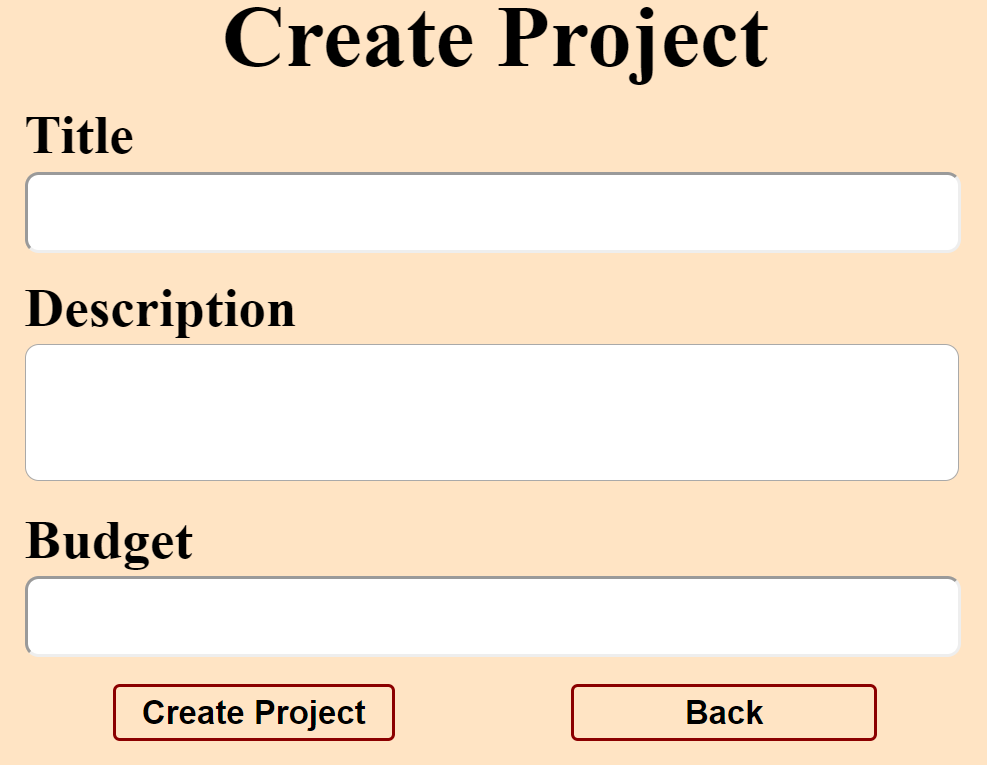 Create Project
Title
Description
Budget
Create Project Back